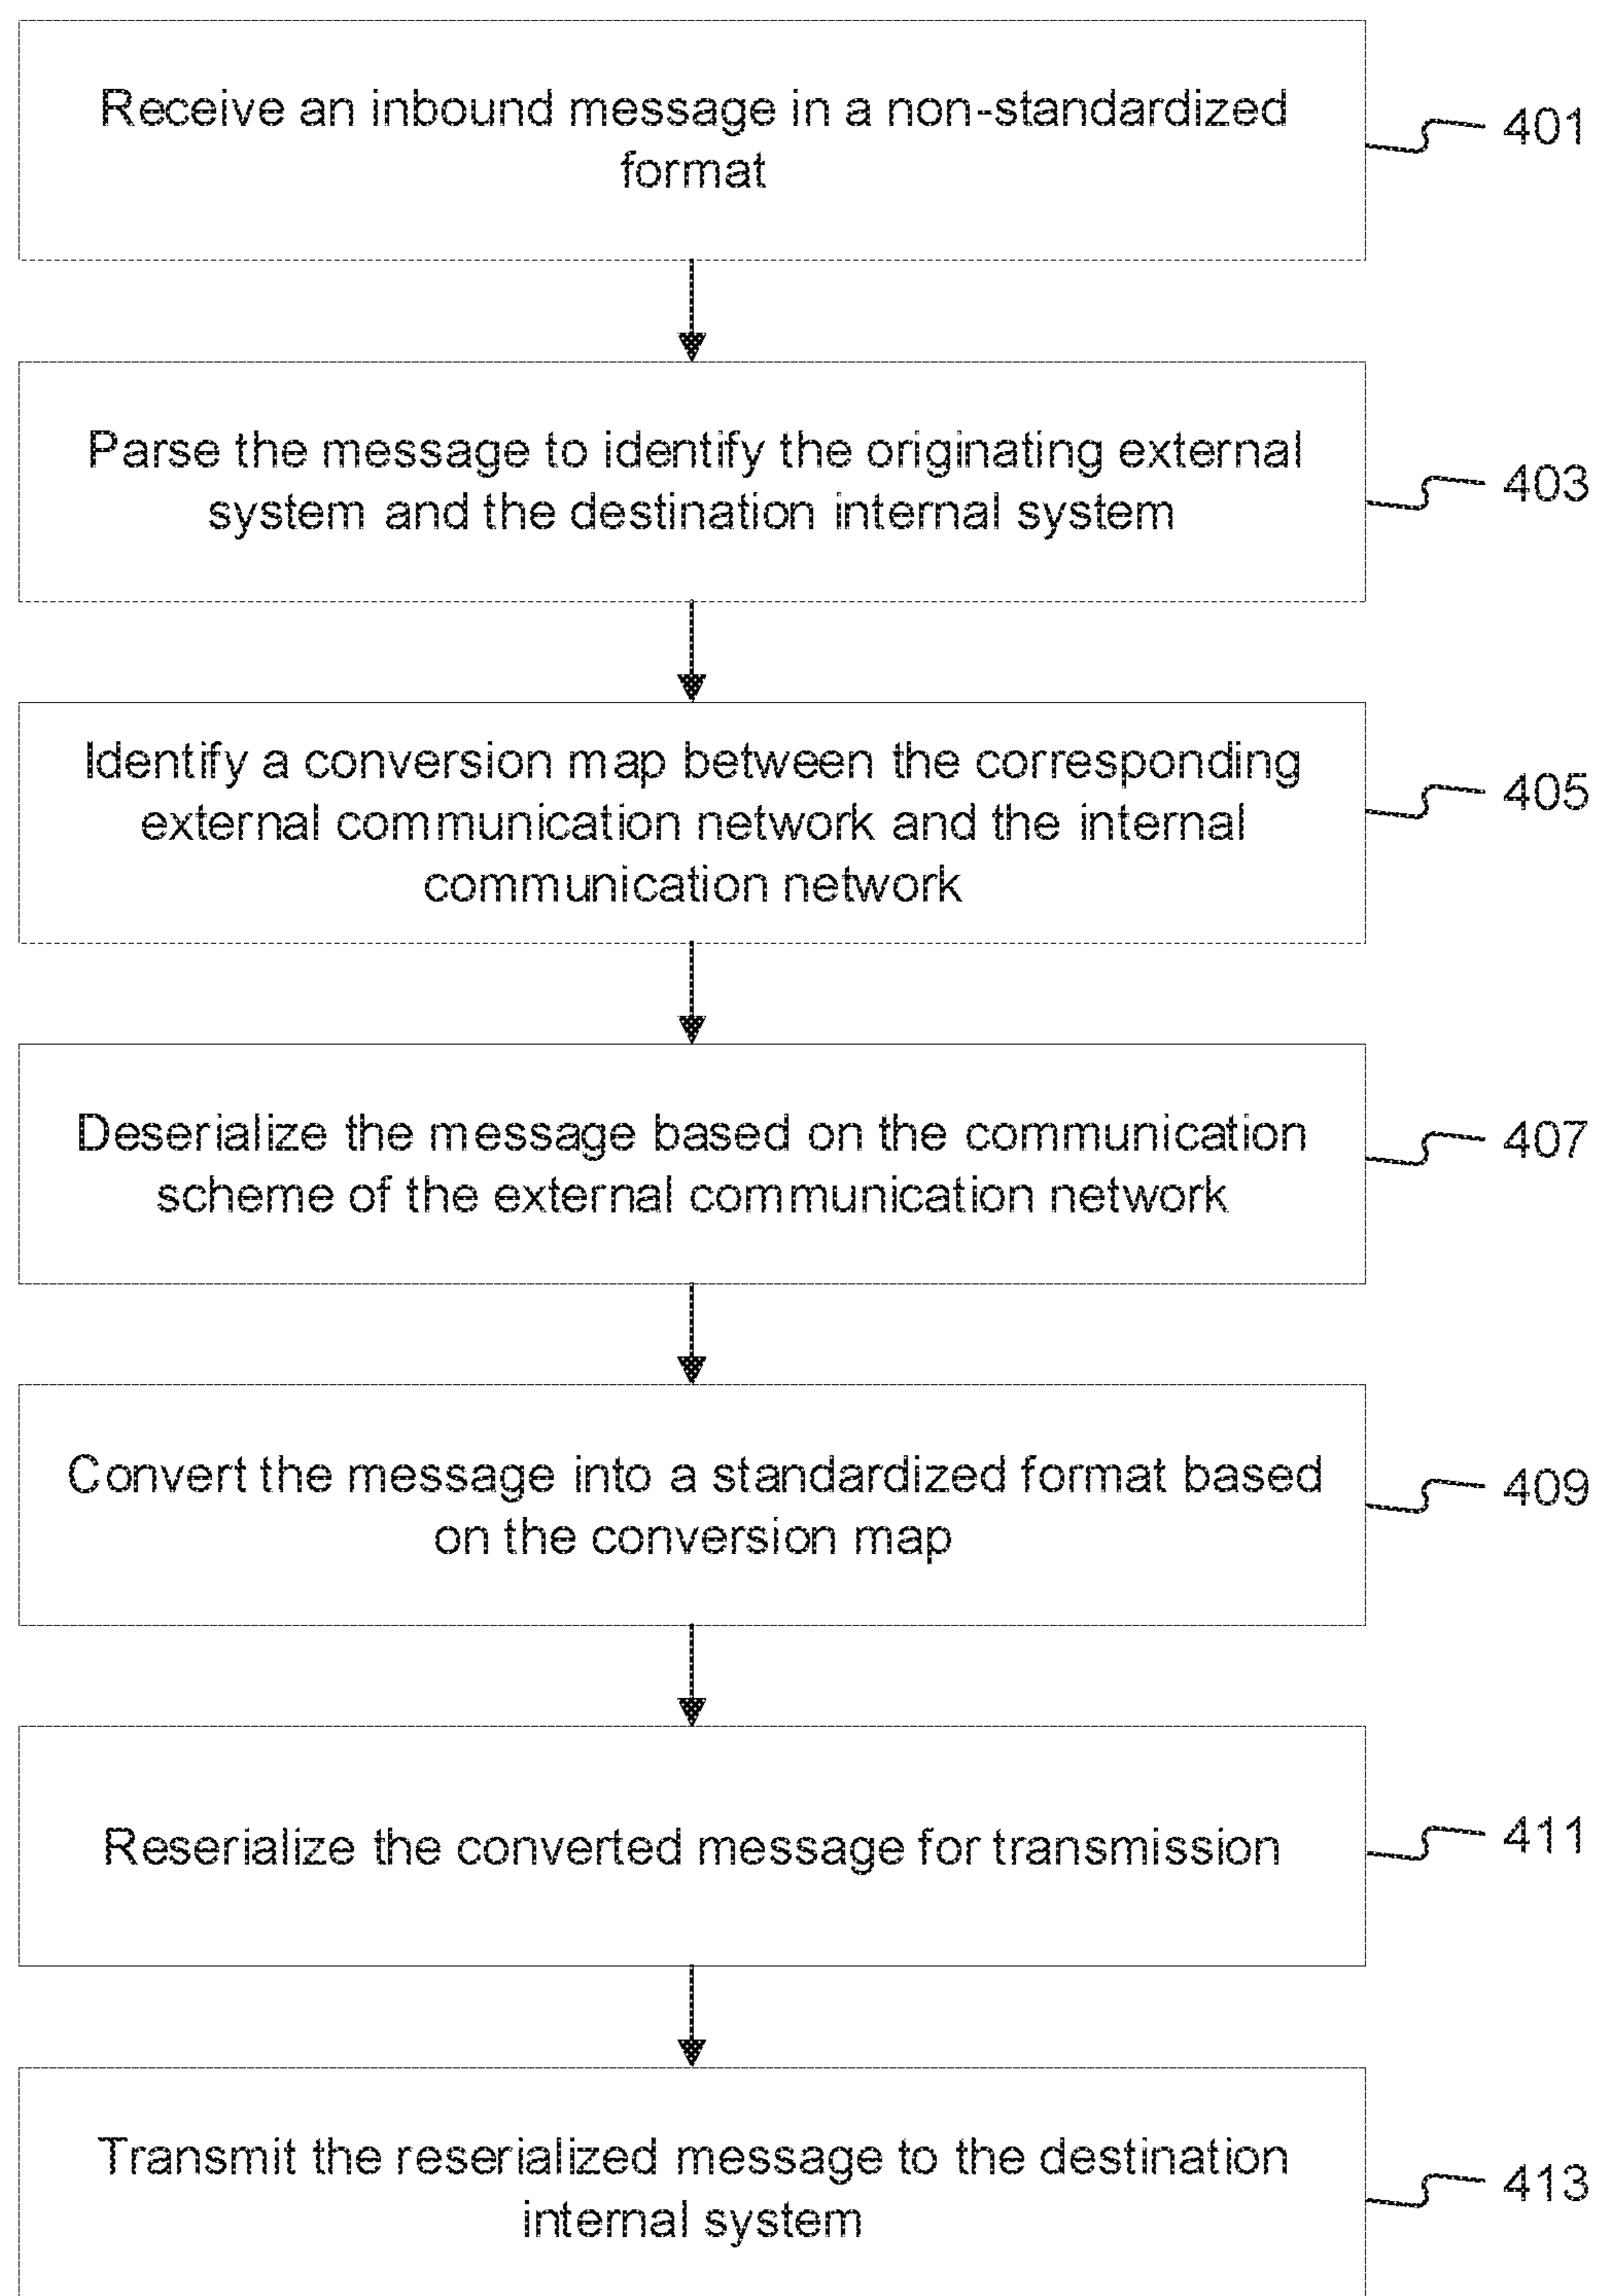 Receive an inbound message in a non-standardized
format
401
Parse the message to identify the originating external
system and the destination internal system
403
Identify a conversion map between the corresponding
external communication network and the internal
communication network
405
Deserialize the message based on the communication
scheme of the external communication network
407
Convert the message into a standardized format based
on the conversion map
409
Reserialize the converted message for transmission
411
Transmit the reserialized message to the destination
internal system
413